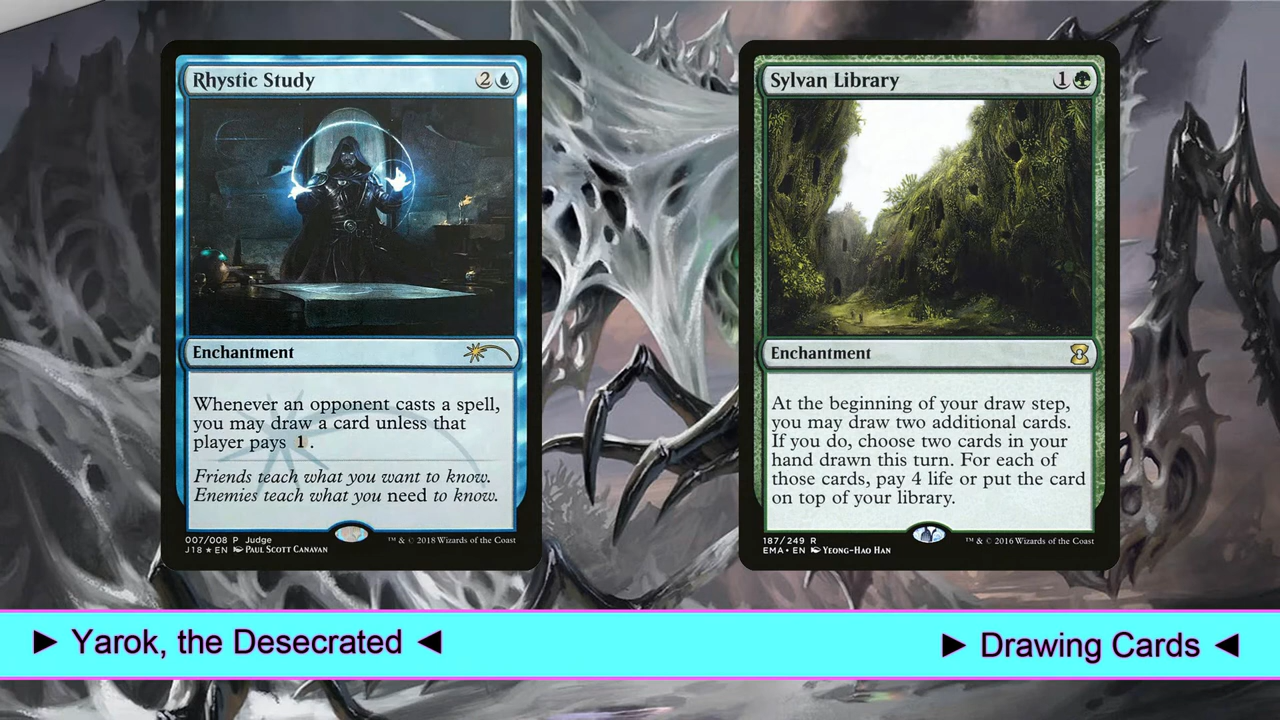 Rhystic Study 2
Whenever an opponent casts a spell,
you may draw a card unless that
player pays 1.
Enchantment
Friends teach what you want to know.
Enemies teach what you need to know.
007/008 P Judge
J18 ★ EN Paul Scott Canavan
™ & © 2018 Wizards of the Coast
Sylvan Library 1
Enchantment
At the beginning of your draw step,
you may draw two additional cards.
If you do, choose two cards in your
hand drawn this turn. For each of
those cards, pay 4 life or put the card
on top of your library.
187/249 R
EMA • EN Yeong-Hao Han
™ & © 2016 Wizards of the Coast
► Yarok, the Desecrated ◄
► Drawing Cards ◄